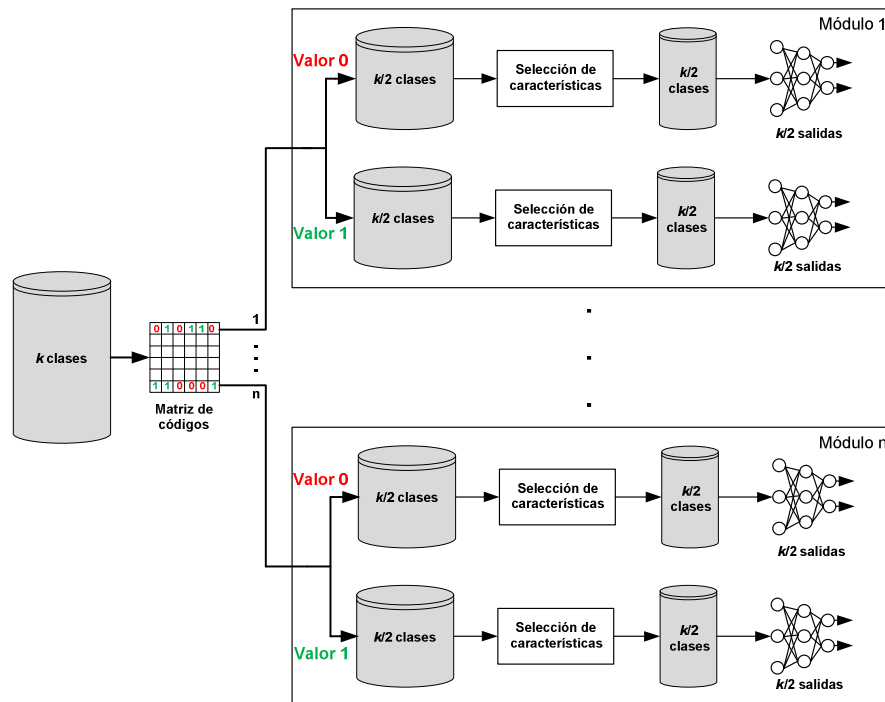 Módulo 1
Valor 0
k/2 clases
Selección de
características
k/2
clases
k/2 salidas
Valor 1
k/2 clases
Selección de
características
k/2
clases
k/2 salidas
k clases
0 1 0 1 1 0
1 1 0 0 0 1
Matriz de
códigos
1
n
Módulo n
Valor 0
k/2 clases
Selección de
características
k/2
clases
k/2 salidas
Valor 1
k/2 clases
Selección de
características
k/2
clases
k/2 salidas